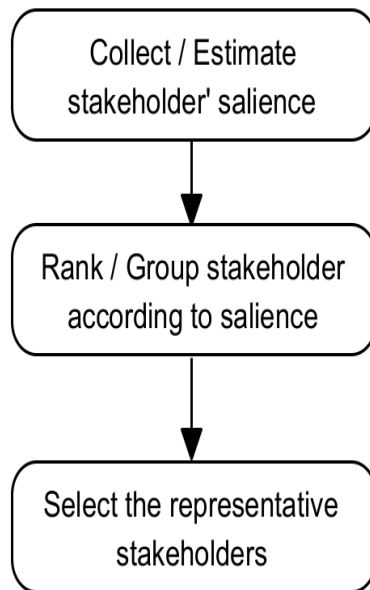 Collect / Estimate
stakeholder' salience
Rank / Group stakeholder
according to salience
Select the representative
stakeholders